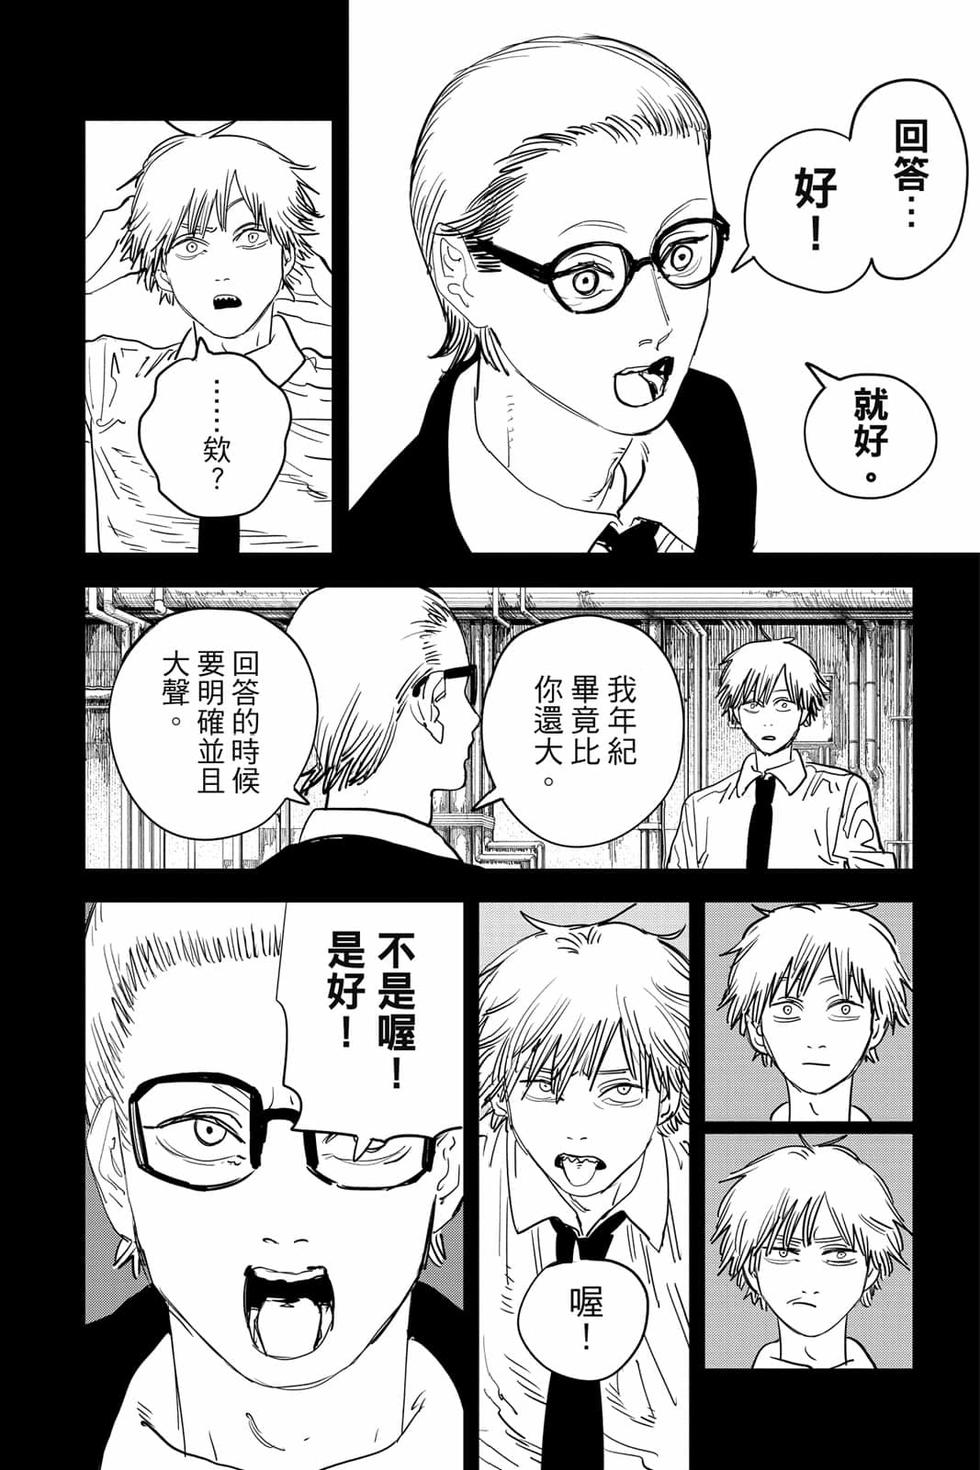 回答…
好！
就好。
……欸？
我年紀
畢竟比
你還大。
回答的時候
要明確並且
大聲。
喔！
不是喔！
是好！